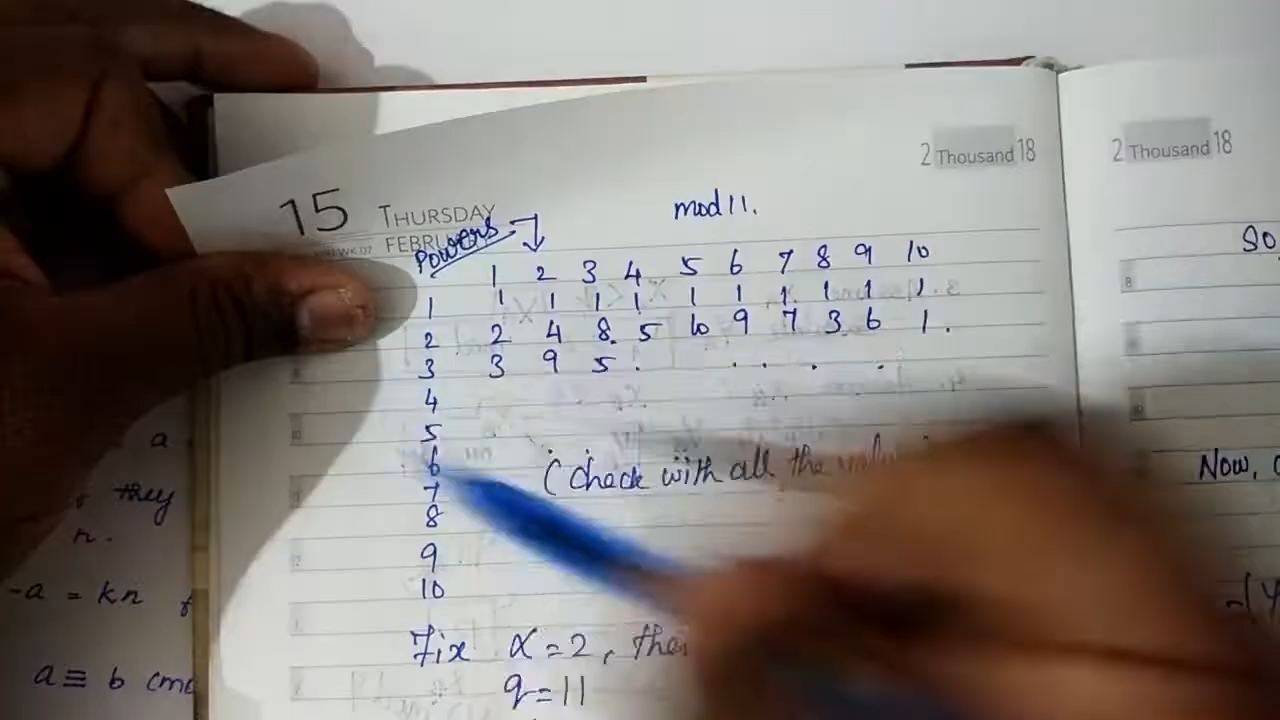 2 Thousand 18
2 Thousand 18
15 THURSDAY
FEBRU
Powers
mod 11.
1 2 3 4 5 6 7 8 9 10
1 1 1 1 1 1 1 1 1 1 1
2 2 4 8 5 10 9 7 3 6 1
3 3 9 5
4
5
6
7
8
9
10
(check with all the
Fix α=2,
q=11
a
they
n.
-a = kn
a ≡ b
So
Now,